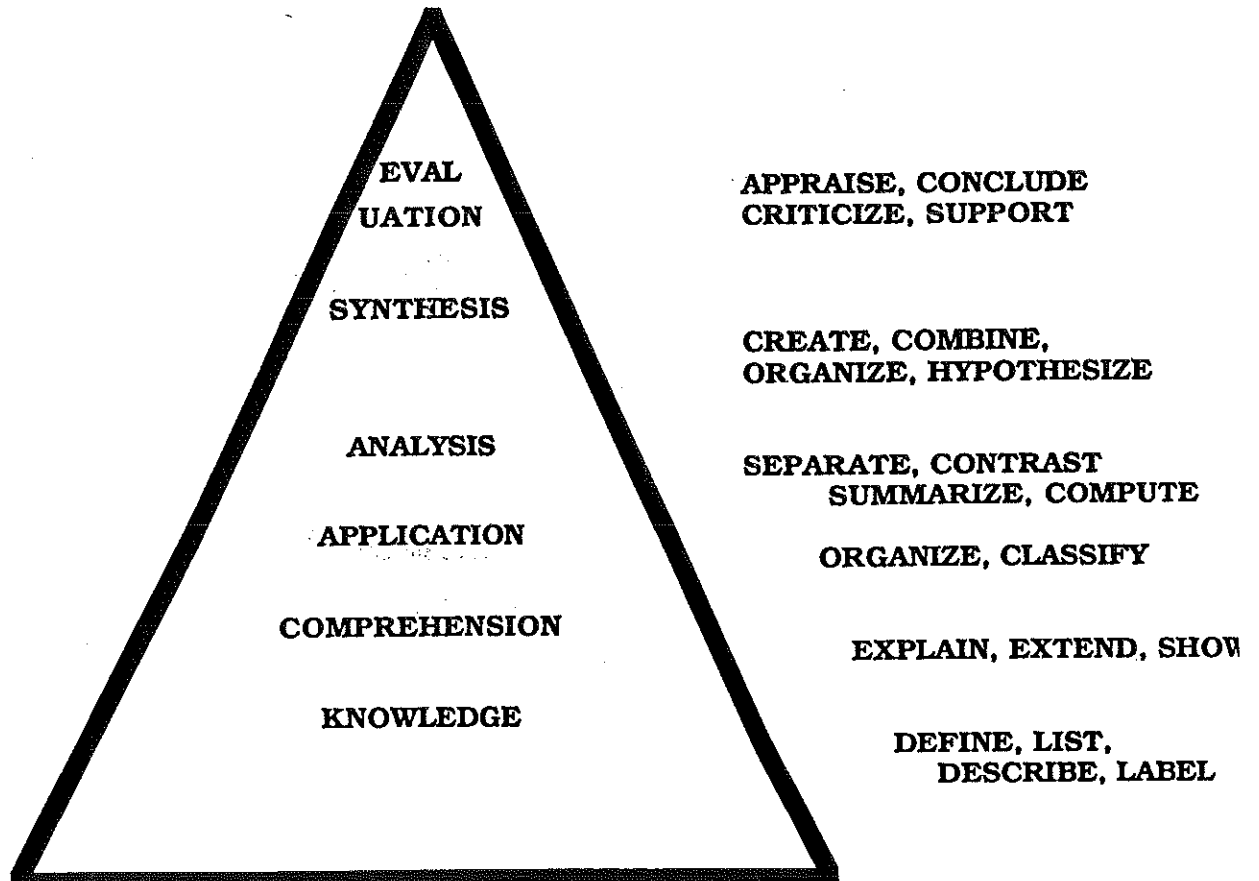 EVAL
UATION
APPRAISE, CONCLUDE
CRITICIZE, SUPPORT
SYNTHESIS
CREATE, COMBINE,
ORGANIZE, HYPOTHESIZE
ANALYSIS
SEPARATE, CONTRAST
SUMMARIZE, COMPUTE
APPLICATION
ORGANIZE, CLASSIFY
COMPREHENSION
EXPLAIN, EXTEND, SHOW
KNOWLEDGE
DEFINE, LIST,
DESCRIBE, LABEL